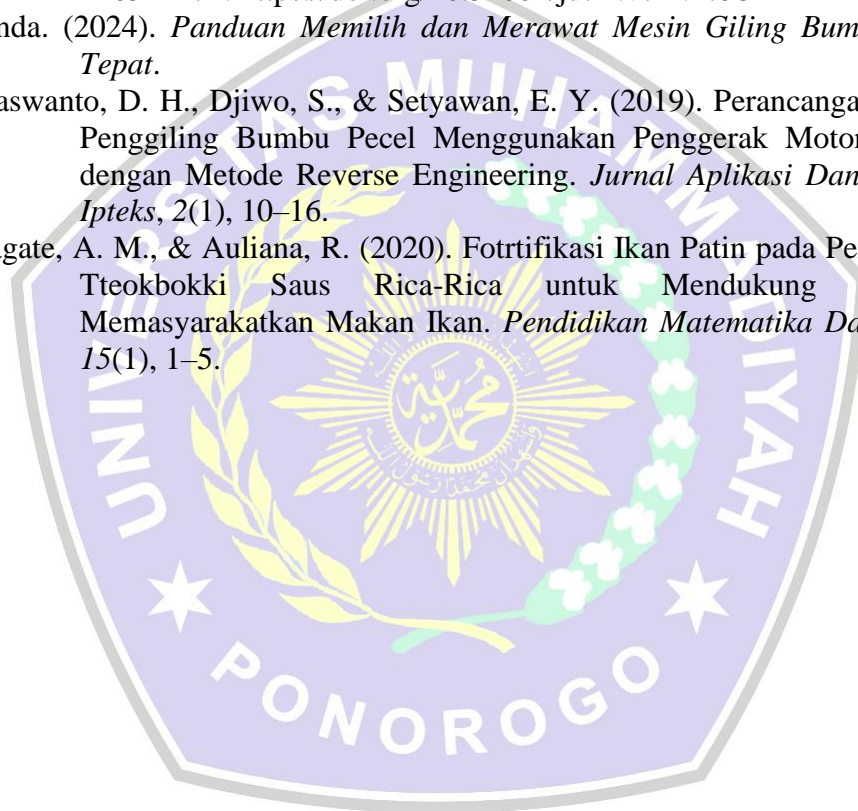 nda. (2024). Panduan Memilih dan Merawat Mesin Giling Bum
Tepat.
aswanto, D. H., Djiwo, S., & Setyawan, E. Y. (2019). Perancanga
Penggiling Bumbu Pecel Menggunakan Penggerak Motor
dengan Metode Reverse Engineering. Jurnal Aplikasi Dan
Ipteks, 2(1), 10–16.
gate, A. M., & Auliana, R. (2020). Fotrtifikasi Ikan Patin pada Pe
Tteokbokki Saus Rica-Rica untuk Mendukung
Memasyarakatkan Makan Ikan. Pendidikan Matematika Da
15(1), 1–5.
UNIVERSITAS MUHAMMADIYAH
محمدية
PONOROGO